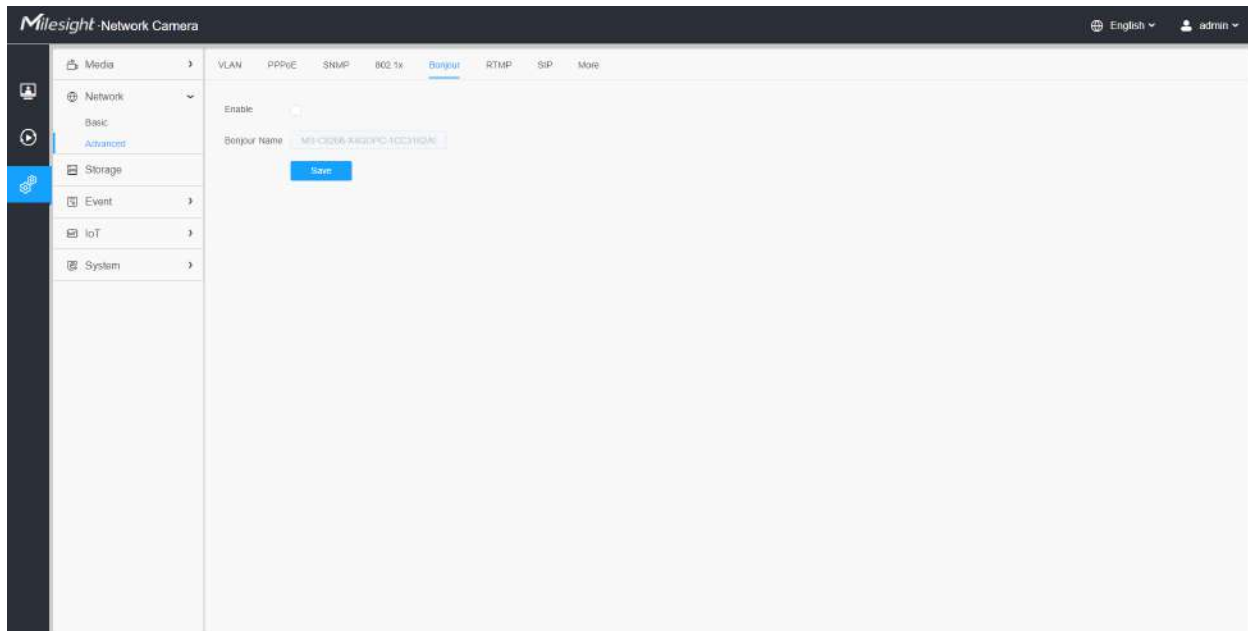 Milesight-Network Camera
English
admin
Media
Network
Basic
Advanced
Storage
Event
IoT
System
VLAN PPPoE SNMP 802.1x Bonjour RTMP SIP More
Enable
Bonjour Name
Save